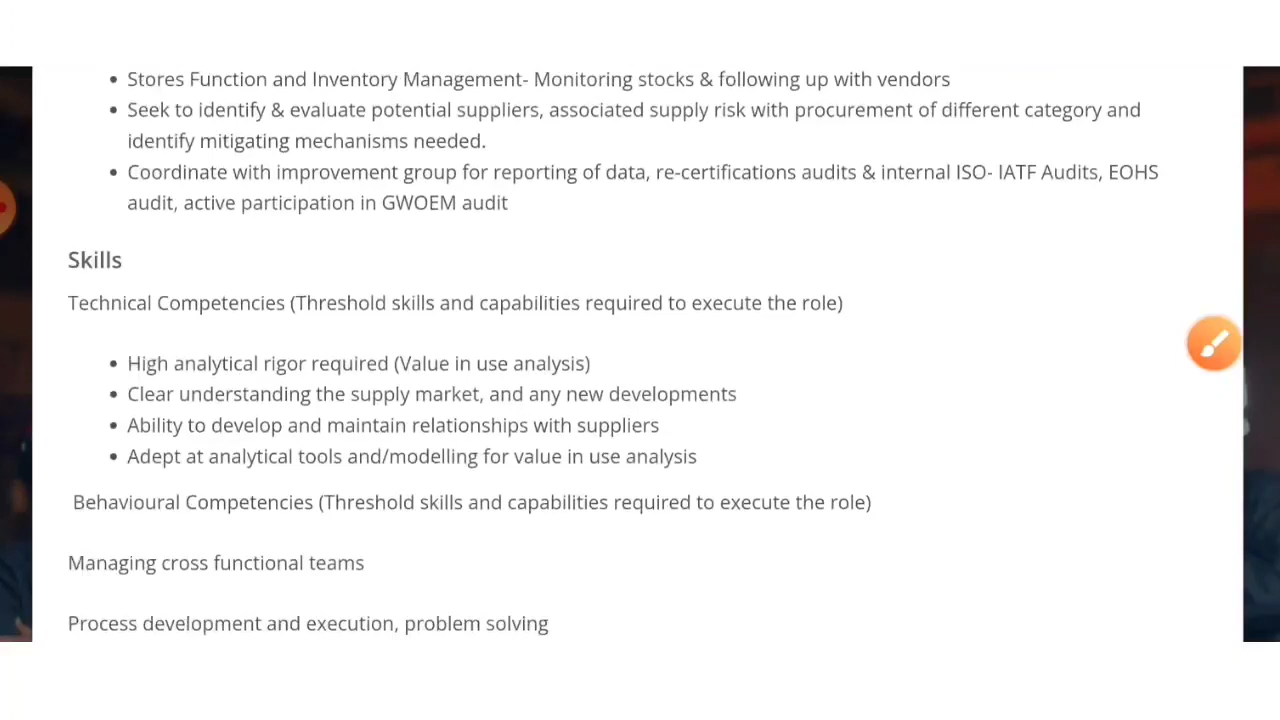 Stores Function and Inventory Management- Monitoring stocks & following up with vendors
Seek to identify & evaluate potential suppliers, associated supply risk with procurement of different category and
identify mitigating mechanisms needed.
Coordinate with improvement group for reporting of data, re-certifications audits & internal ISO- IATF Audits, EOHS
audit, active participation in GWOEM audit
Skills
Technical Competencies (Threshold skills and capabilities required to execute the role)
High analytical rigor required (Value in use analysis)
Clear understanding the supply market, and any new developments
Ability to develop and maintain relationships with suppliers
Adept at analytical tools and/modelling for value in use analysis
Behavioural Competencies (Threshold skills and capabilities required to execute the role)
Managing cross functional teams
Process development and execution, problem solving